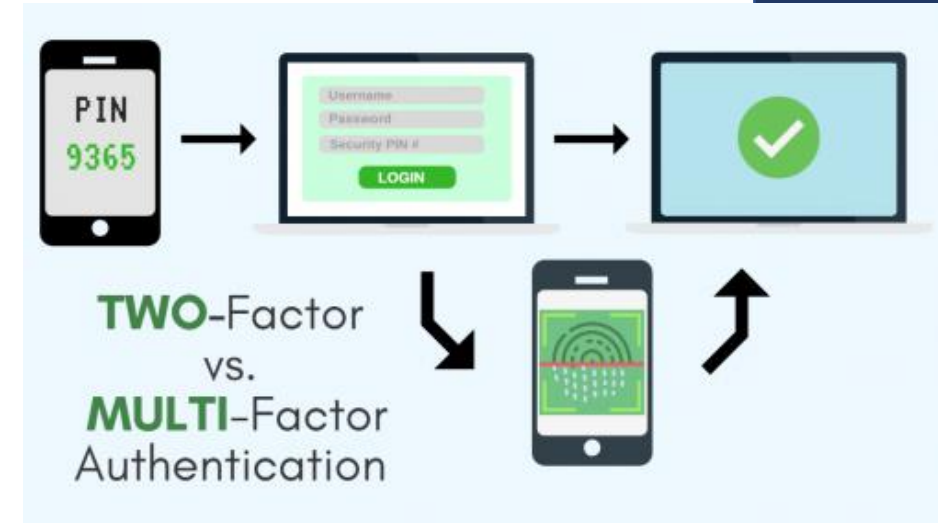 PIN
9365
Username
Password
Security PIN #
LOGIN
TWO-Factor
vs.
MULTI-Factor
Authentication